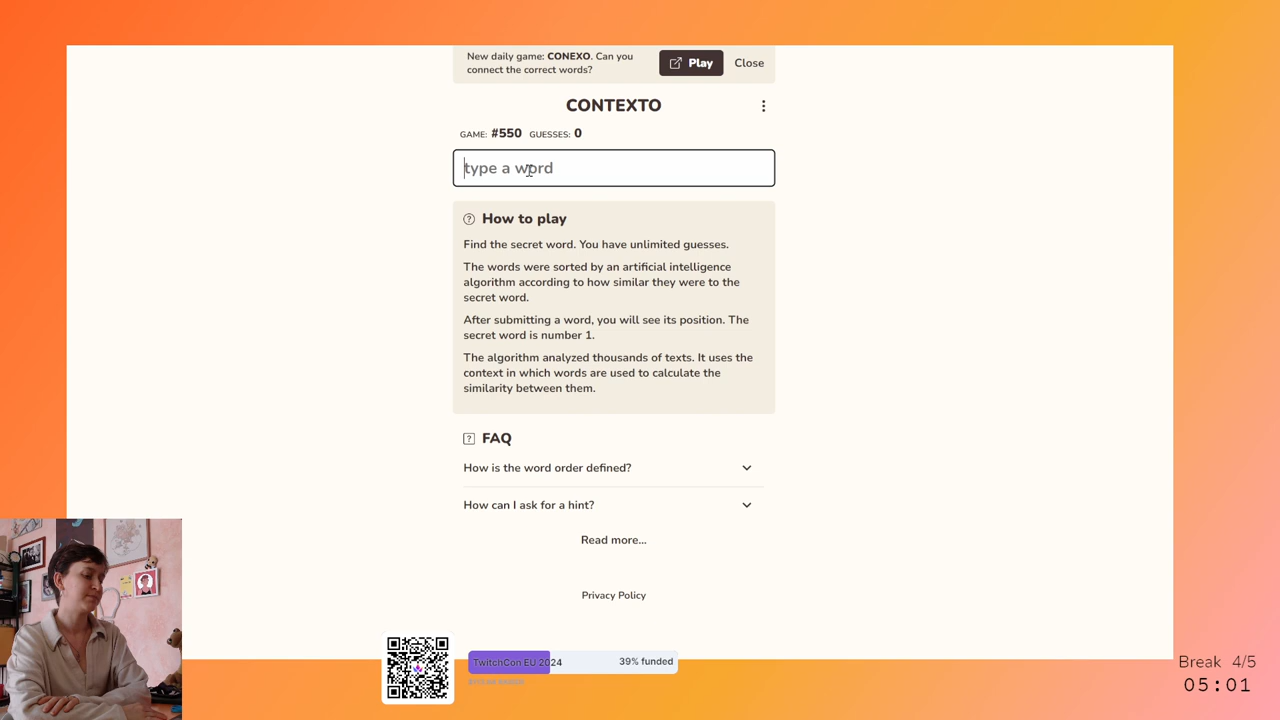 New daily game: CONEXO. Can you
connect the correct words?
Play
Close
CONTEXTO
GAME: #550 GUESSES: 0
type a word
How to play
Find the secret word. You have unlimited guesses.
The words were sorted by an artificial intelligence
algorithm according to how similar they were to the
secret word.
After submitting a word, you will see its position. The
secret word is number 1.
The algorithm analyzed thousands of texts. It uses the
context in which words are used to calculate the
similarity between them.
FAQ
How is the word order defined?
How can I ask for a hint?
Read more...
Privacy Policy
TwitchCon EU 2024 39% funded
Break 4/5
05:01